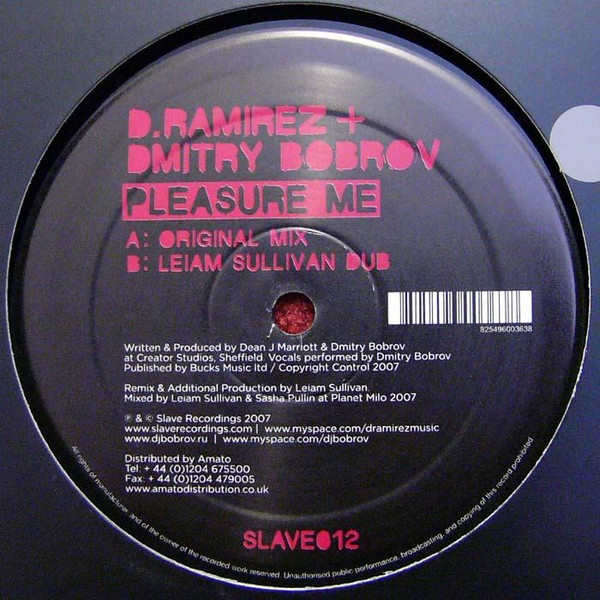 D.RAMIREZ +
DMITRY BOBROV
PLEASURE ME
A: ORIGINAL MIX
B: LEIAM SULLIVAN DUB
825496003638
Written & Produced by Dean J Marriott & Dmitry Bobrov
at Creator Studios, Sheffield. Vocals performed by Dmitry Bobrov
Published by Bucks Music ltd / Copyright Control 2007
Remix & Additional Production by Leiam Sullivan.
Mixed by Leiam Sullivan & Sasha Pullin at Planet Milo 2007
℗ & © Slave Recordings 2007
www.slaverecordings.com | www.myspace.com/dramirezmusic
www.djbobrov.ru | www.myspace.com/djbobrov
Distributed by Amato
Tel: + 44 (0)1204 675500
Fax: + 44 (0)1204 479005
www.amatodistribution.co.uk
SLAVE012
All rights of manufacturer, and of the owner of the recorded work reserved. Unauthorised public performance, broadcasting, and copying of this record prohibited